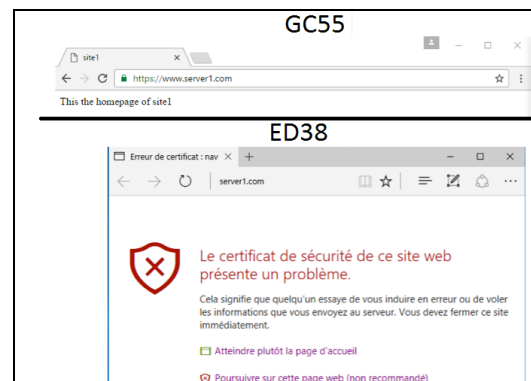 GC55
site1
https://www.server1.com
This the homepage of site1
ED38
Erreur de certificat : nav
server1.com
Le certificat de sécurité de ce site web
présente un problème.
Cela signifie que quelqu'un essaye de vous induire en erreur ou de voler
les informations que vous envoyez au serveur. Vous devez fermer ce site
immédiatement.
Atteindre plutôt la page d'accueil
Poursuivre sur cette page web (non recommandé)